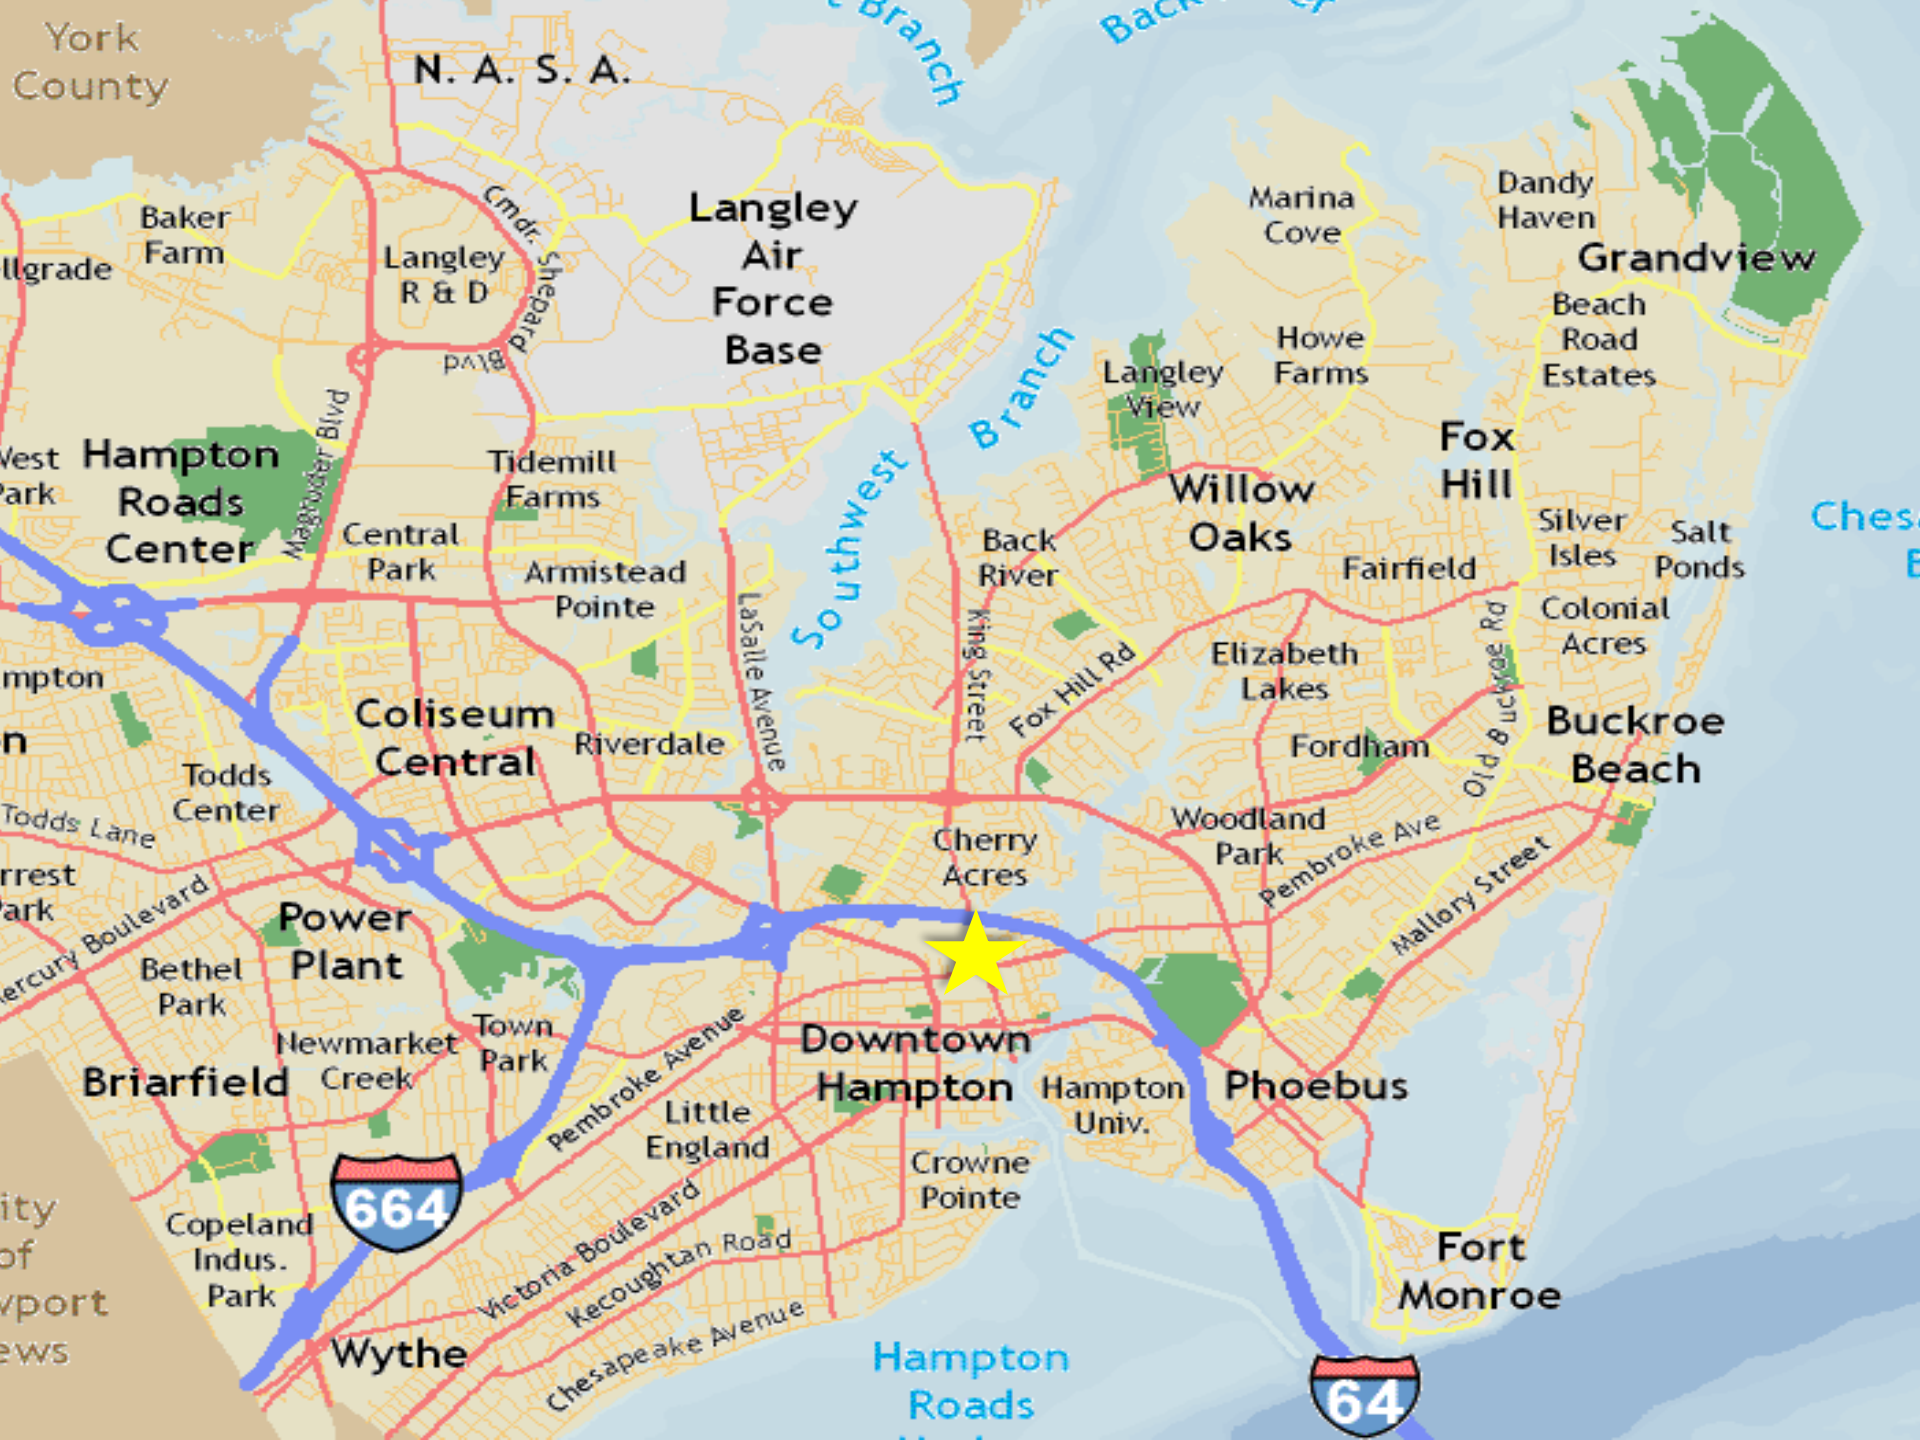 York
County
N. A. S. A.
Branch
Back
Baker
Farm
Cmdr. Shepard
Blvd
Langley
R & D
Langley
Air
Force
Base
Marina
Cove
Dandy
Haven
Grandview
Beach
Road
Estates
llgrade
Howe
Farms
Langley
View
Branch
Fox
Hill
Magruder Blvd
West
Park
Hampton
Roads
Center
Tidemill
Farms
Southwest
Willow
Oaks
Central
Park
Back
River
Silver
Isles
Salt
Ponds
Ches
B
Armistead
Pointe
Fairfield
LaSalle Avenue
King Street
Fox Hill Rd
Old Buckroe Rd
Colonial
Acres
Elizabeth
Lakes
mpton
n
Coliseum
Central
Riverdale
Fordham
Buckroe
Beach
Todds
Center
Todds Lane
Cherry
Acres
Woodland
Park
Pembroke Ave
Mallory Street
rrest
Park
ercury Boulevard
Power
Plant
Bethel
Park
Town
Park
Newmarket
Creek
Briarfield
Pembroke Avenue
Downtown
Hampton
Hampton
Univ.
Phoebus
Little
England
Crowne
Pointe
664
ity
of
wport
ews
Copeland
Indus.
Park
Victoria Boulevard
Kecoughtan Road
Chesapeake Avenue
Wythe
Fort
Monroe
Hampton
Roads
64